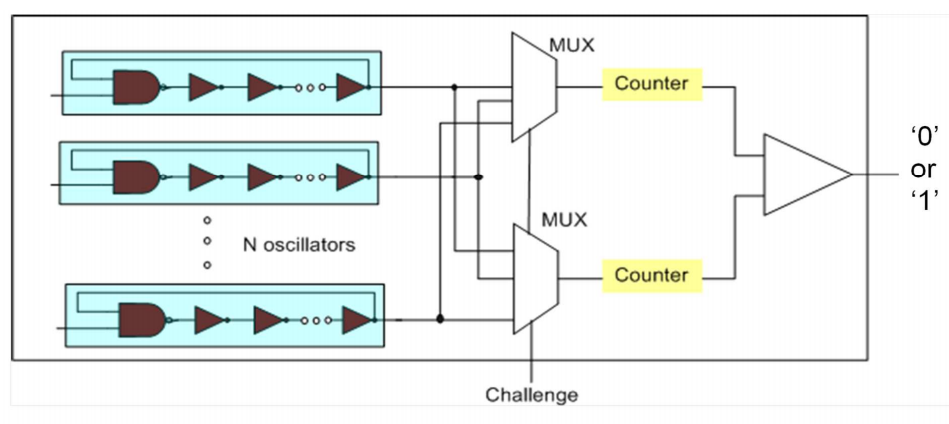 MUX
Counter
‘0’
or
‘1’
MUX
N oscillators
Counter
Challenge